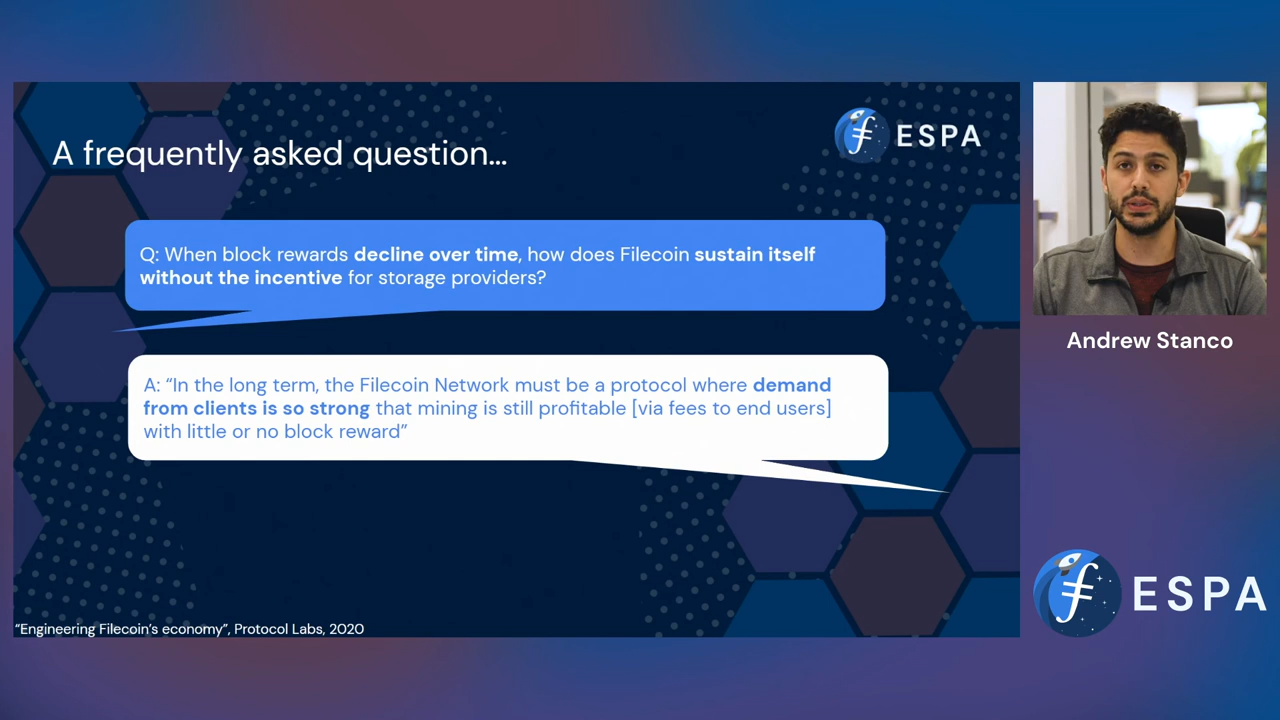 A frequently asked question...
ESPA
Q: When block rewards decline over time, how does Filecoin sustain itself
without the incentive for storage providers?
A: “In the long term, the Filecoin Network must be a protocol where demand
from clients is so strong that mining is still profitable [via fees to end users]
with little or no block reward”
“Engineering Filecoin’s economy”, Protocol Labs, 2020
Andrew Stanco
ESPA